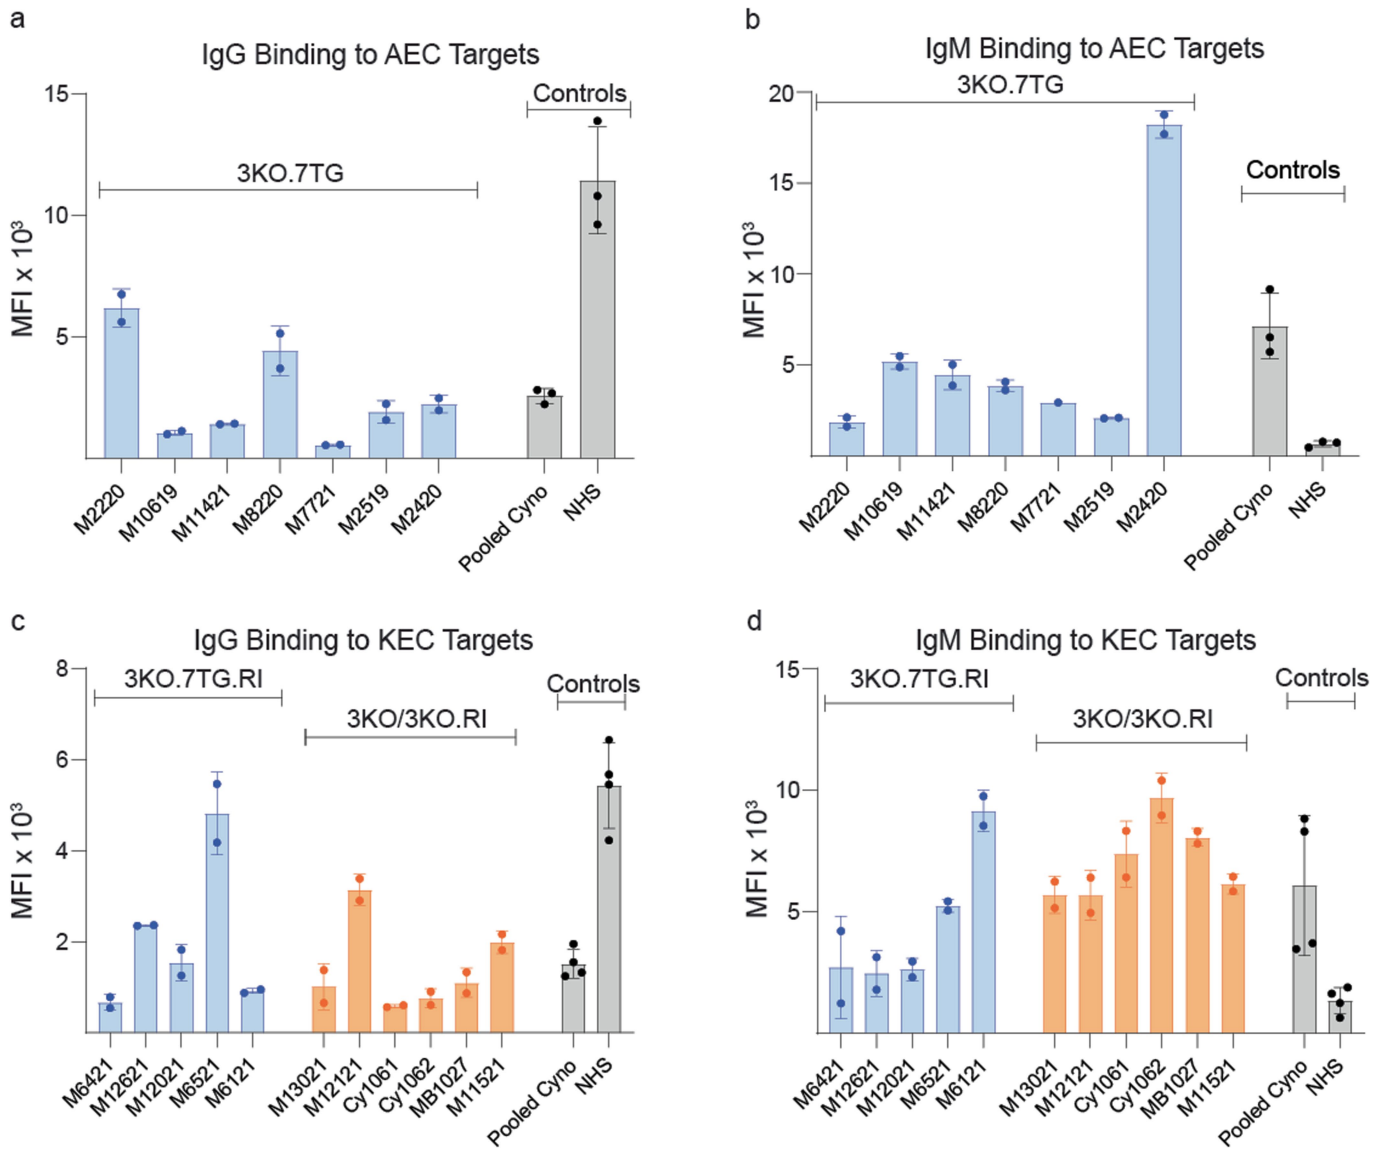 a
IgG Binding to AEC Targets
Controls
3KO.7TG
MFI x 10³
15
10
5
M2220
M10619
M11421
M8220
M7721
M2519
M2420
Pooled Cyno
NHS
b
IgM Binding to AEC Targets
3KO.7TG
Controls
MFI x 10³
20
15
10
5
M2220
M10619
M11421
M8220
M7721
M2519
M2420
Pooled Cyno
NHS
c
IgG Binding to KEC Targets
3KO.7TG.RI
Controls
3KO/3KO.RI
MFI x 10³
8
6
4
2
M6421
M12621
M12021
M6521
M6121
M13021
M12121
Cy1061
Cy1062
MB1027
M11521
Pooled Cyno
NHS
d
IgM Binding to KEC Targets
3KO.7TG.RI
Controls
3KO/3KO.RI
MFI x 10³
15
10
5
M6421
M12621
M12021
M6521
M6121
M13021
M12121
Cy1061
Cy1062
MB1027
M11521
Pooled Cyno
NHS